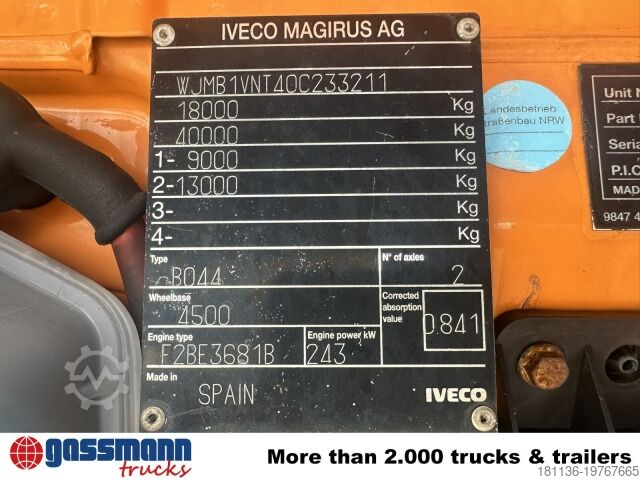 IVECO MAGIRUS AG
WJMB1VNT40C233211
18000 Kg
40000 Kg
1- 9000 Kg
2- 13000 Kg
3- Kg
4- Kg
Type B044
N° of axles 2
Wheelbase 4500
Corrected absorption value 0.841
Engine type F2BE3681B
Engine power kW 243
Made in SPAIN
IVECO
Landesbetrieb
Straßenbau NRW
Unit N
Part
Seria
P.I.C
MAD
9847 4
gassmann
trucks
More than 2.000 trucks & trailers
181136-19767665